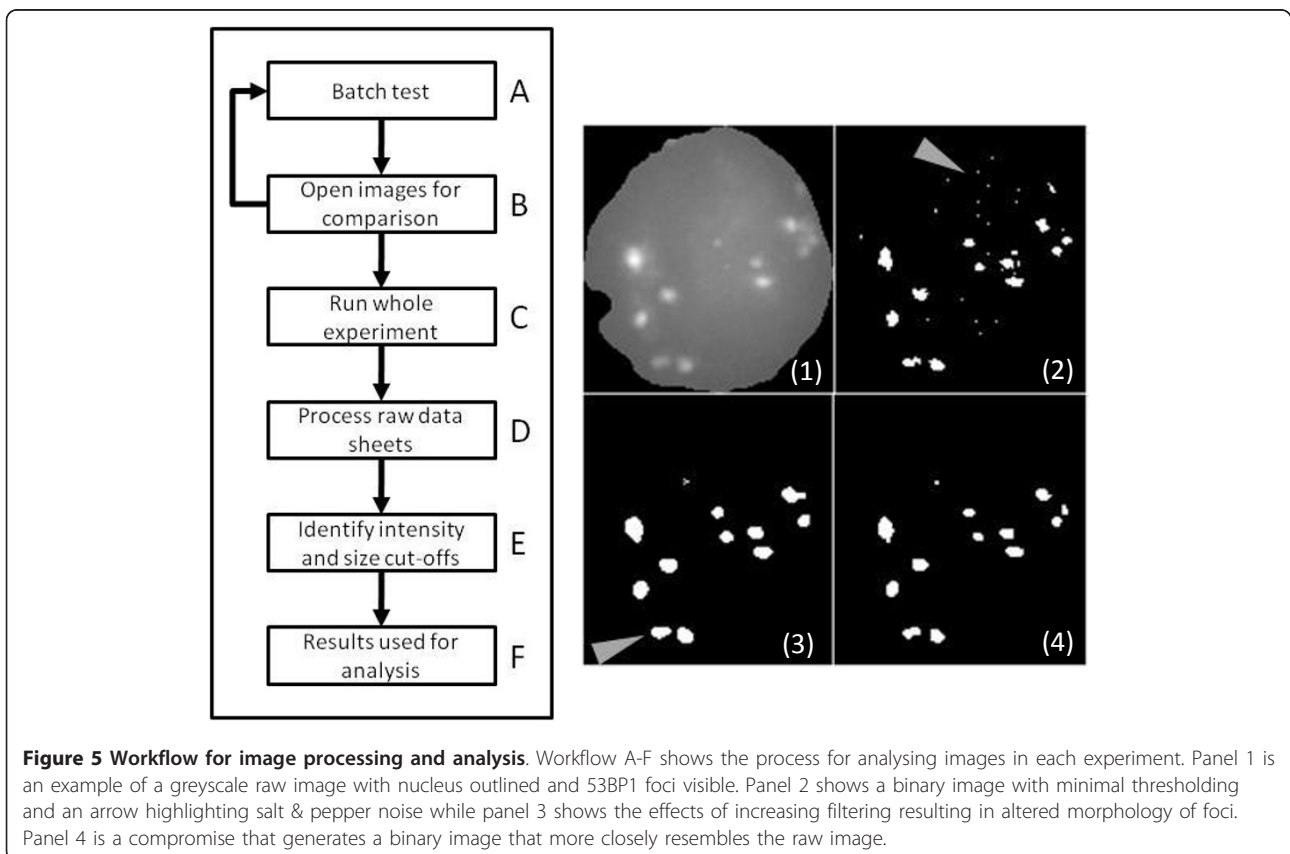 Batch test
A
Open images for
comparison
B
Run whole
experiment
C
Process raw data
sheets
D
Identify intensity
and size cut-offs
E
Results used for
analysis
F
(1)
(2)
(3)
(4)
Figure 5 Workflow for image processing and analysis. Workflow A-F shows the process for analysing images in each experiment. Panel 1 is
an example of a greyscale raw image with nucleus outlined and 53BP1 foci visible. Panel 2 shows a binary image with minimal thresholding
and an arrow highlighting salt & pepper noise while panel 3 shows the effects of increasing filtering resulting in altered morphology of foci.
Panel 4 is a compromise that generates a binary image that more closely resembles the raw image.